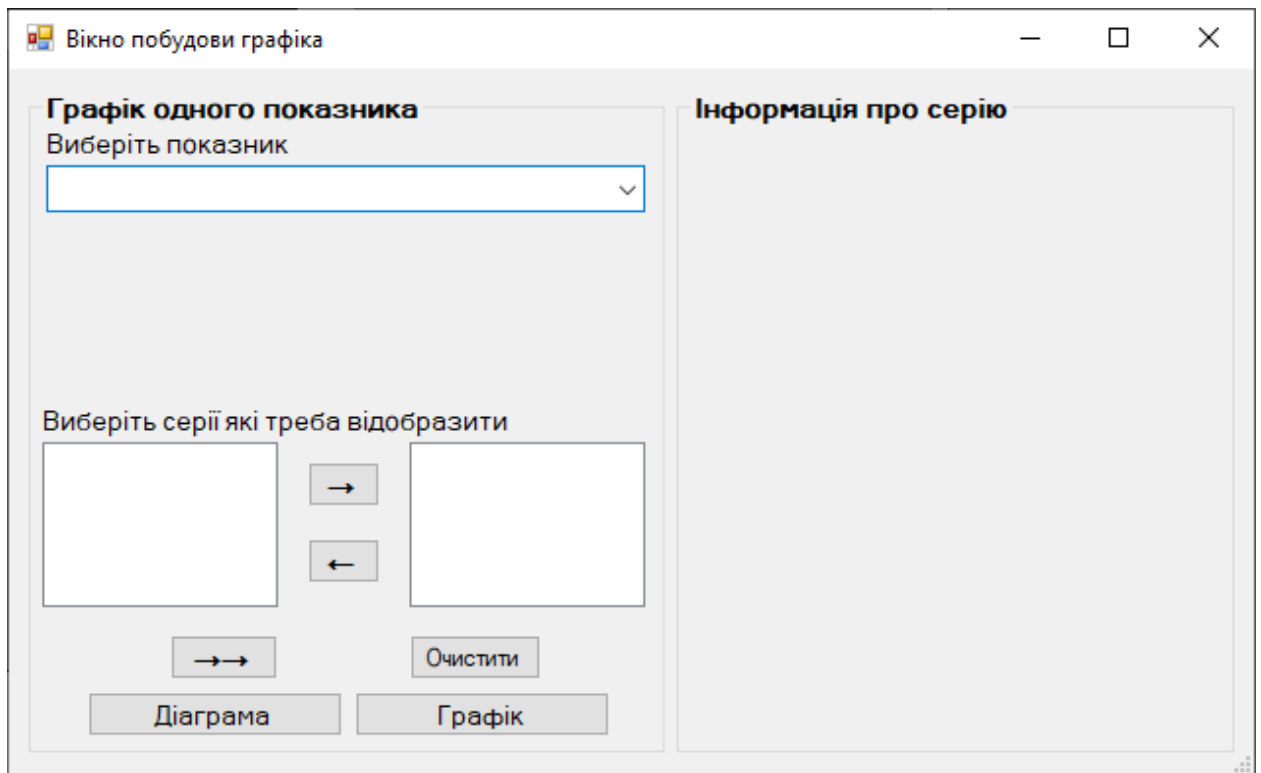 Вікно побудови графіка
Графік одного показника
Виберіть показник
Виберіть серії які треба відобразити
→
←
→→
Очистити
Діаграма
Графік
Інформація про серію